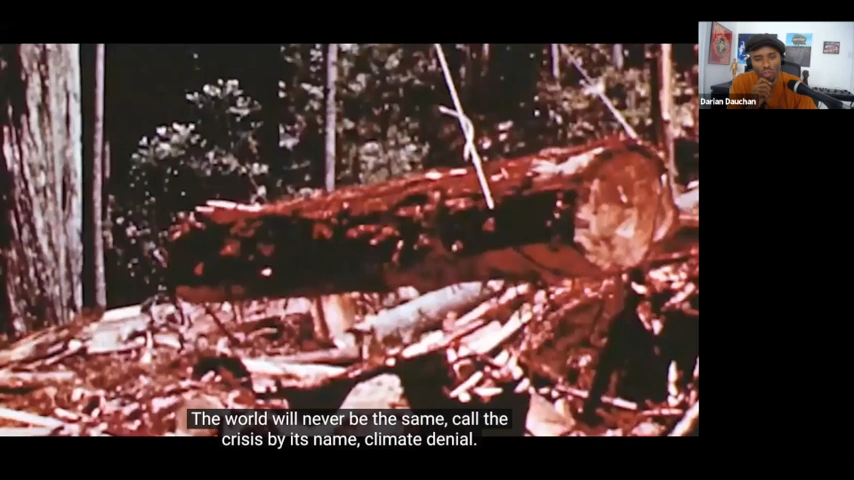 Darian Dauchan
The world will never be the same, call the
crisis by its name, climate denial.